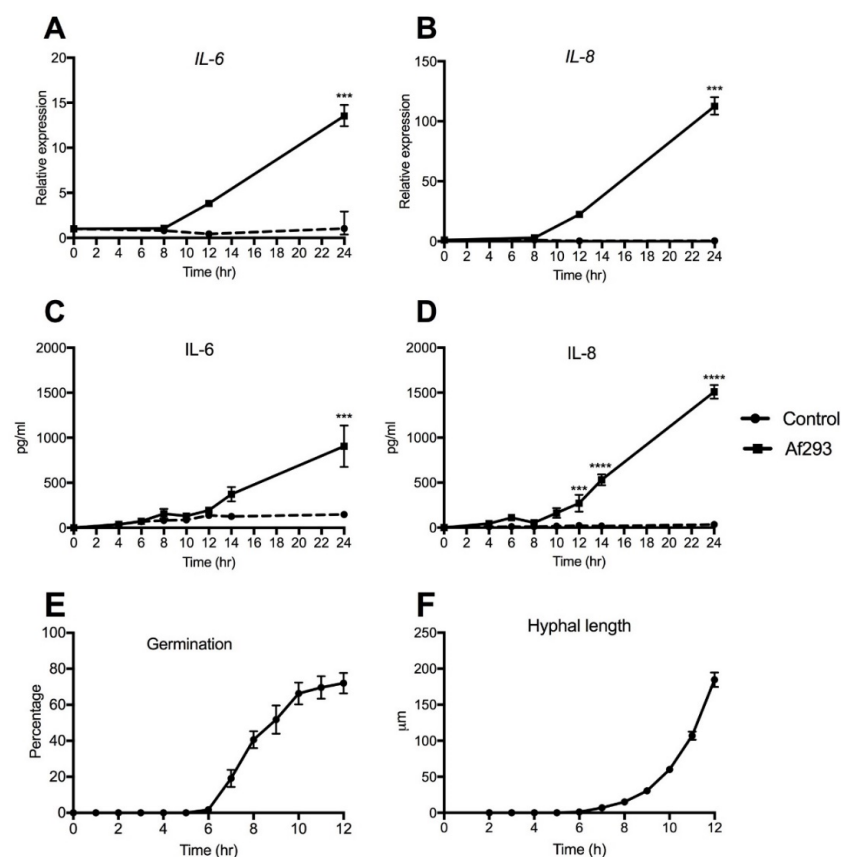 A
IL-6
Relative expression
20
15
10
5
0
***
0 2 4 6 8 10 12 14 16 18 20 22 24
Time (hr)
B
IL-8
Relative expression
150
100
50
0
***
0 2 4 6 8 10 12 14 16 18 20 22 24
Time (hr)
C
IL-6
pg/ml
2000
1500
1000
500
0
***
0 2 4 6 8 10 12 14 16 18 20 22 24
Time (hr)
D
IL-8
pg/ml
2000
1500
1000
500
0
***
****
****
0 2 4 6 8 10 12 14 16 18 20 22 24
Time (hr)
Control
Af293
E
Germination
Percentage
100
80
60
40
20
0
0 2 4 6 8 10 12
Time (hr)
F
Hyphal length
µm
250
200
150
100
50
0
0 2 4 6 8 10 12
Time (h)